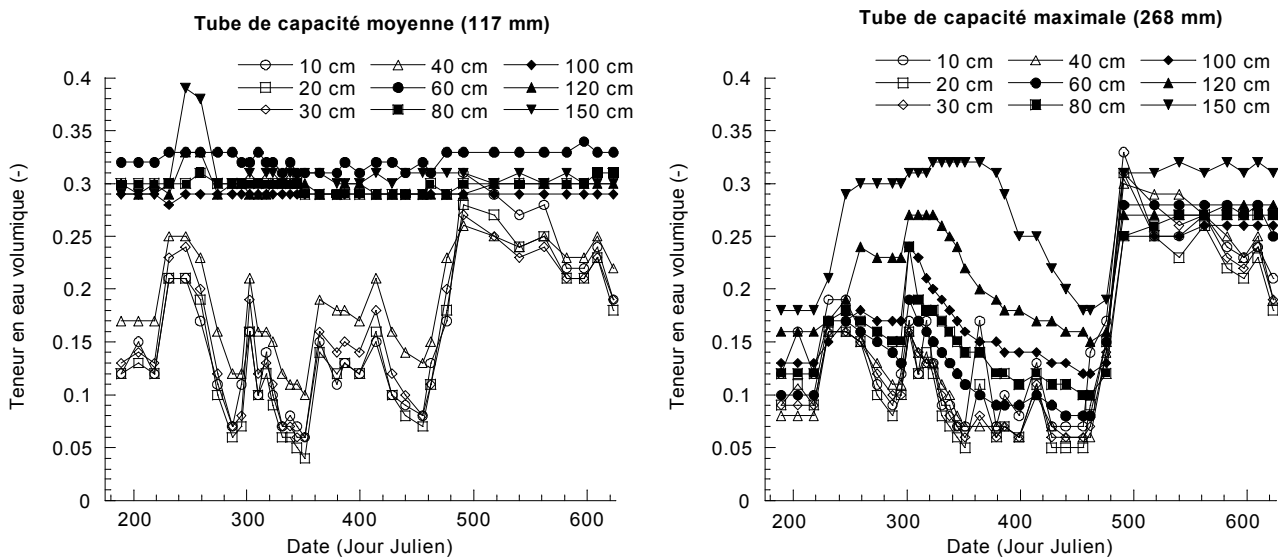 Tube de capacité moyenne (117 mm)
10 cm 40 cm 100 cm
20 cm 60 cm 120 cm
30 cm 80 cm 150 cm
0.4
0.35
0.3
0.25
0.2
0.15
0.1
0.05
0
Teneur en eau volumique (-)
200 300 400 500 600
Date (Jour Julien)
Tube de capacité maximale (268 mm)
10 cm 40 cm 100 cm
20 cm 60 cm 120 cm
30 cm 80 cm 150 cm
0.4
0.35
0.3
0.25
0.2
0.15
0.1
0.05
0
Teneur en eau volumique (-)
200 300 400 500 600
Date (Jour Julien)